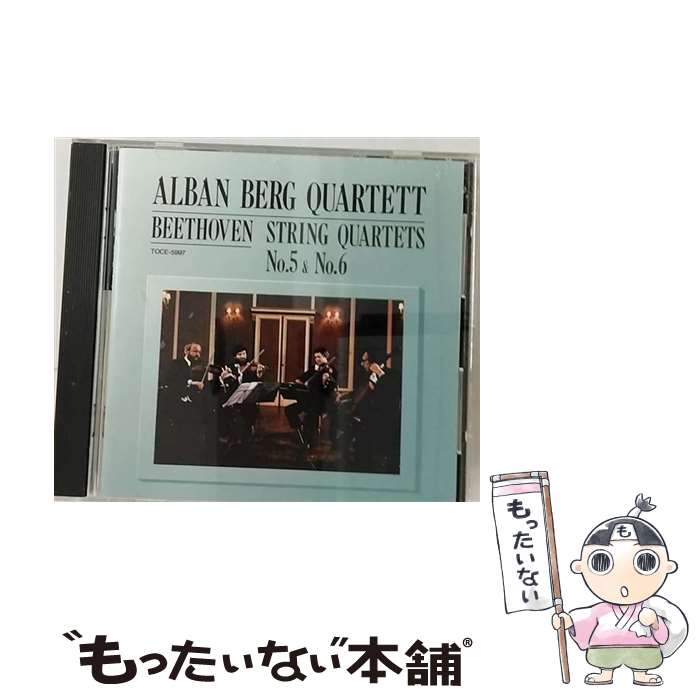 ALBAN BERG QUARTETT
BEETHOVEN STRING QUARTETS
TOCE-5987
No.5 & No.6
も
もったいない
"もったいない"本舗®